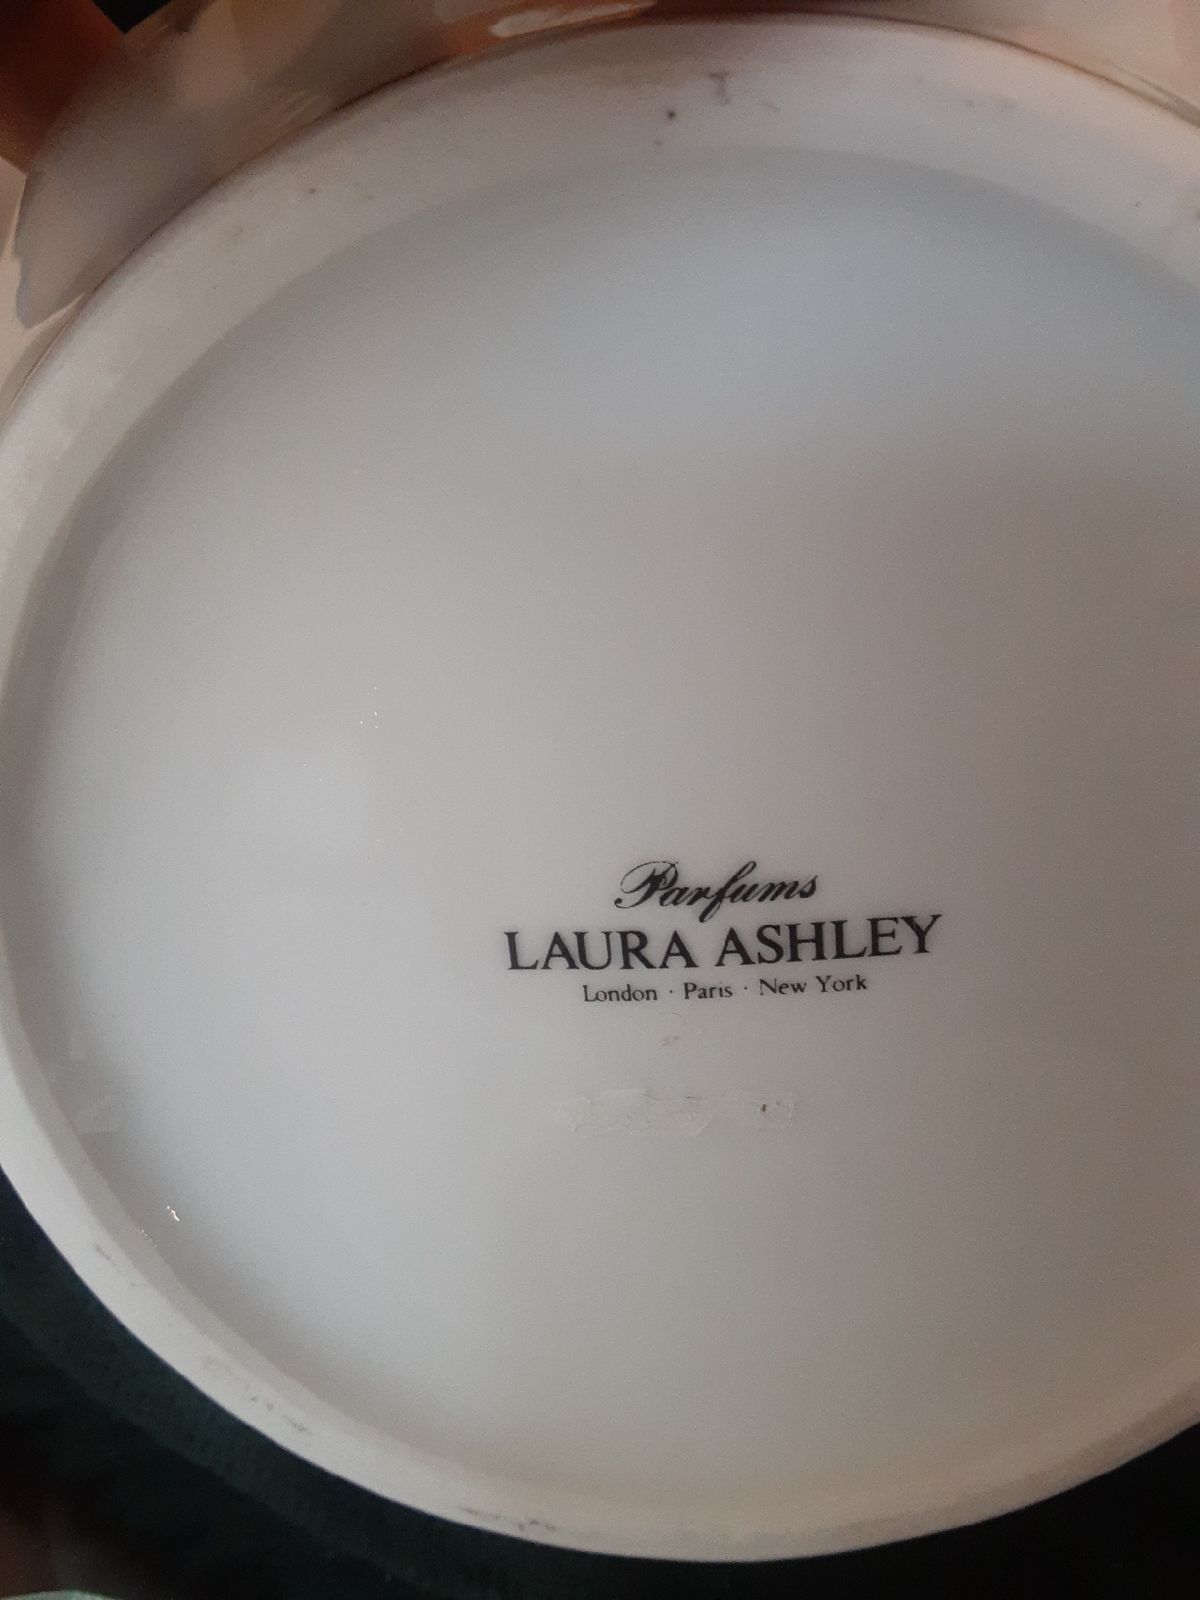 Parfums
LAURA ASHLEY
London · Paris · New York